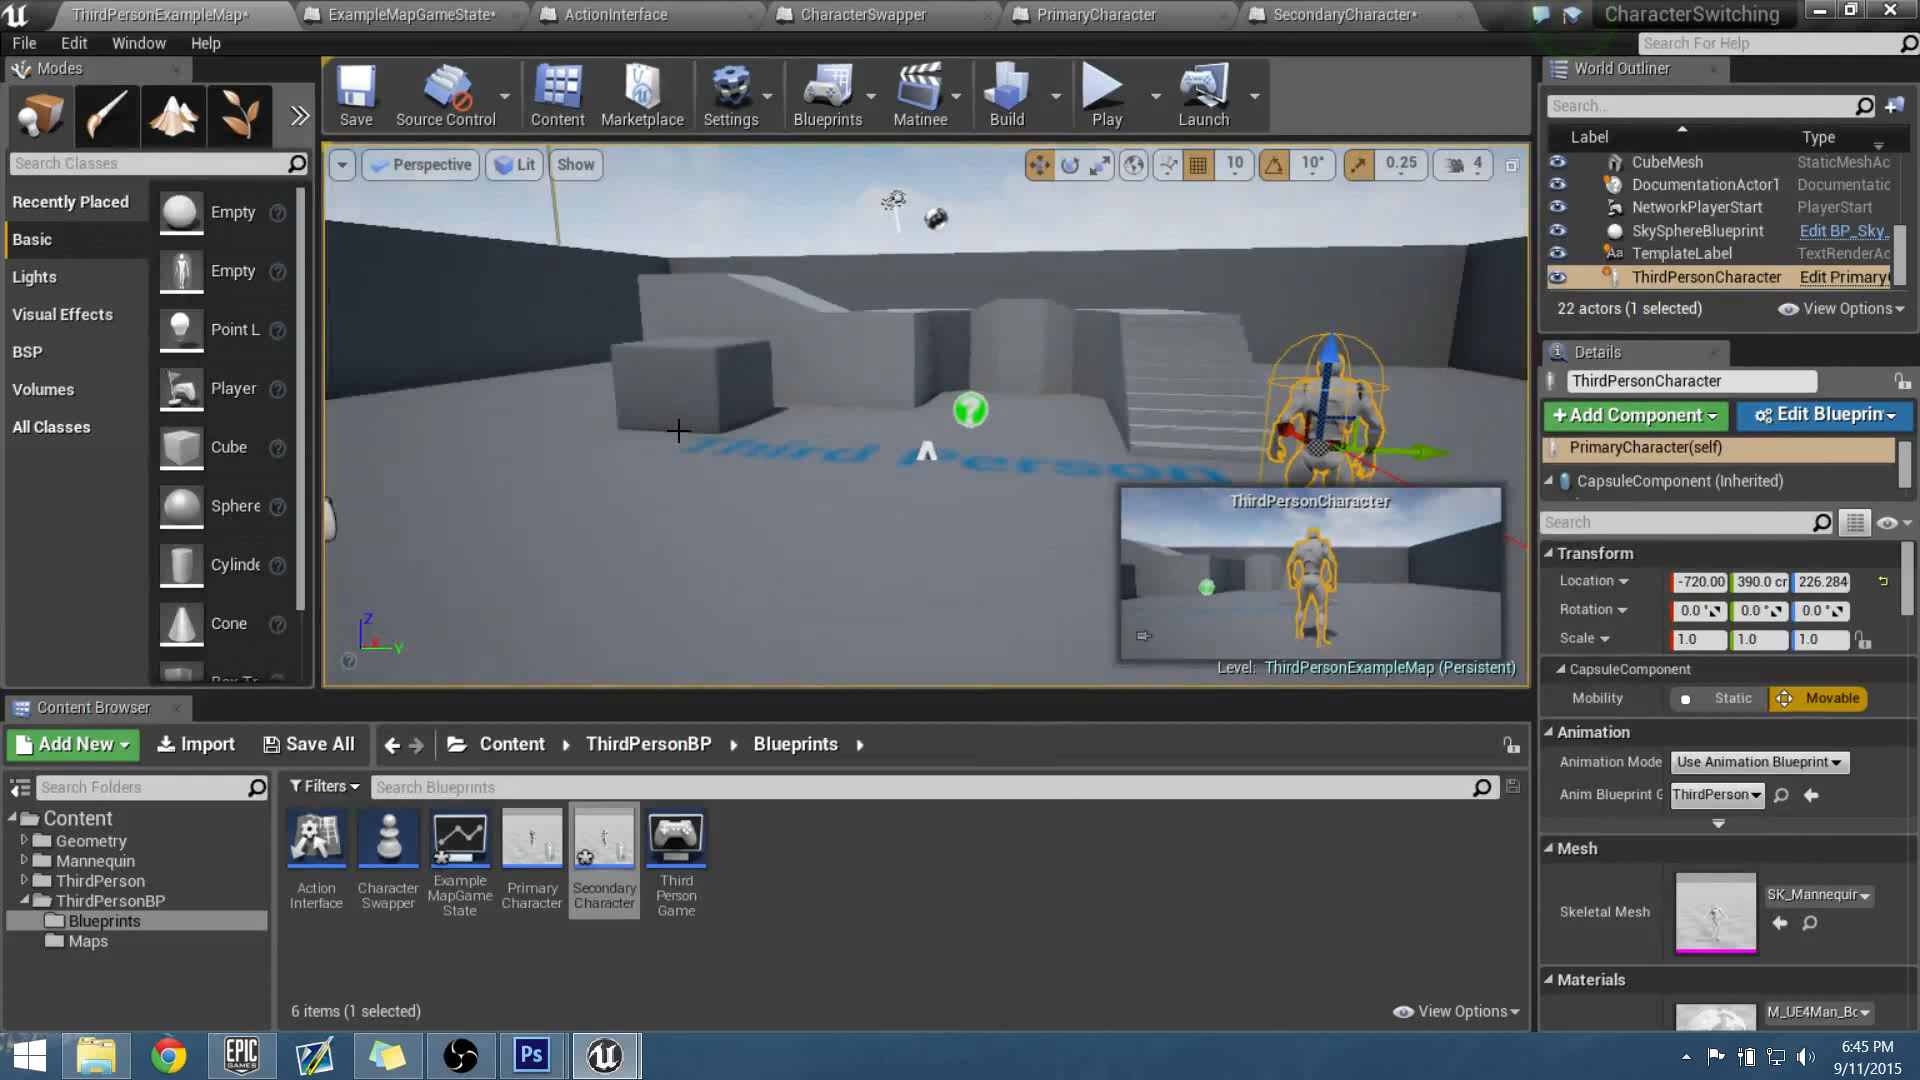 ThirdPersonExampleMap*
ExampleMapGameState*
ActionInterface
CharacterSwapper
PrimaryCharacter
SecondaryCharacter*
CharacterSwitching
File
Edit
Window
Help
Search For Help
Modes
Save
Source Control
Content
Marketplace
Settings
Blueprints
Matinee
Build
Play
Launch
World Outliner
Search...
Label
Type
Search Classes
Recently Placed
Basic
Lights
Visual Effects
BSP
Volumes
All Classes
Empty
Empty
Point L
Player
Cube
Sphere
Cylinde
Cone
Perspective
Lit
Show
10
10°
0.25
4
CubeMesh
StaticMeshAc
DocumentationActor1
Documentatic
NetworkPlayerStart
PlayerStart
SkySphereBlueprint
Edit BP_Sky_
TemplateLabel
TextRenderAc
ThirdPersonCharacter
Edit Primary
22 actors (1 selected)
View Options
Third Person
ThirdPersonCharacter
Z
Y
Level: ThirdPersonExampleMap (Persistent)
Details
ThirdPersonCharacter
Add Component
Edit Blueprin
PrimaryCharacter(self)
CapsuleComponent (Inherited)
Search
Transform
Location
-720.00
390.0 cr
226.284
Rotation
0.0 °
0.0 °
0.0 °
Scale
1.0
1.0
1.0
CapsuleComponent
Mobility
Static
Movable
Animation
Animation Mode
Use Animation Blueprint
Anim Blueprint G
ThirdPerson
Mesh
Skeletal Mesh
SK_Mannequir
Materials
M_UE4Man_Bc
Content Browser
Add New
Import
Save All
Content
ThirdPersonBP
Blueprints
Search Folders
Filters
Search Blueprints
Content
Geometry
Mannequin
ThirdPerson
ThirdPersonBP
Blueprints
Maps
Action
Interface
Character
Swapper
Example
MapGame
State
Primary
Character
Secondary
Character
Third
Person
Game
6 items (1 selected)
View Options
EPIC
GAMES
Ps
6:45 PM
9/11/2015